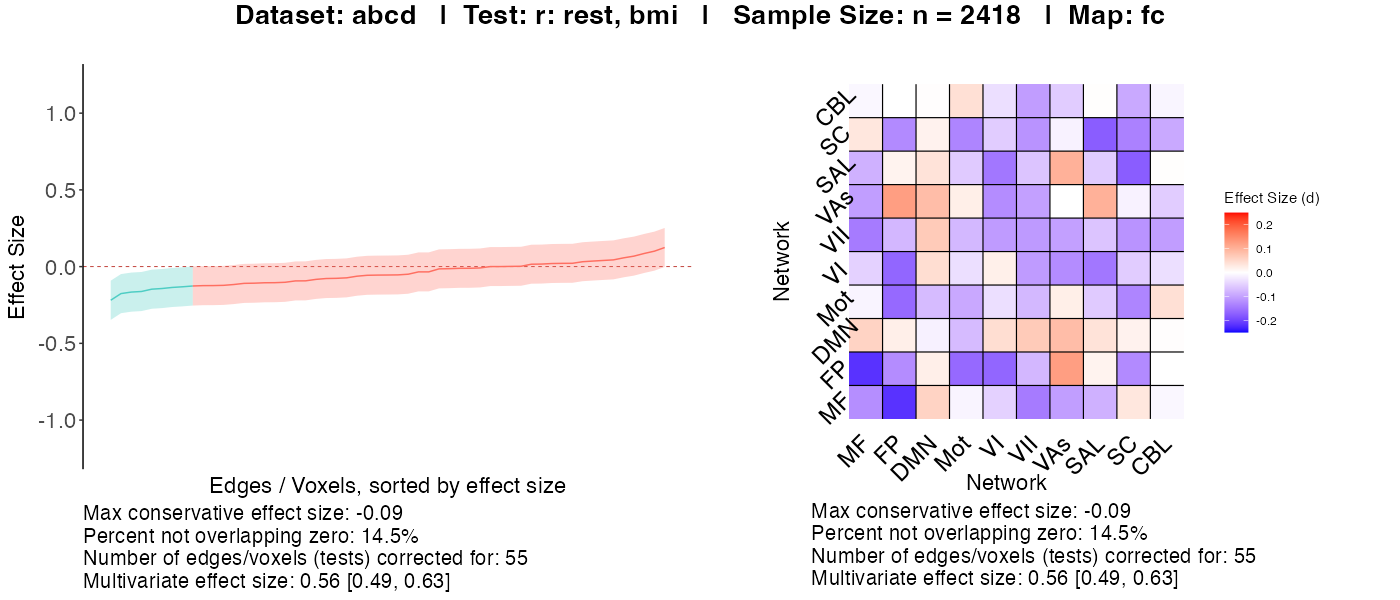 Dataset: abcd | Test: r: rest, bmi | Sample Size: n = 2418 | Map: fc
Effect Size
1.0
0.5
0.0
-0.5
-1.0
Edges / Voxels, sorted by effect size
Max conservative effect size: -0.09
Percent not overlapping zero: 14.5%
Number of edges/voxels (tests) corrected for: 55
Multivariate effect size: 0.56 [0.49, 0.63]
Network
CBL
SC
SAL
VAs
VII
VI
Mot
DMN
FP
MF
MF
FP
DMN
Mot
VI
VII
VAs
SAL
SC
CBL
Network
Effect Size (d)
0.2
0.1
0.0
-0.1
-0.2
Max conservative effect size: -0.09
Percent not overlapping zero: 14.5%
Number of edges/voxels (tests) corrected for: 55
Multivariate effect size: 0.56 [0.49, 0.63]